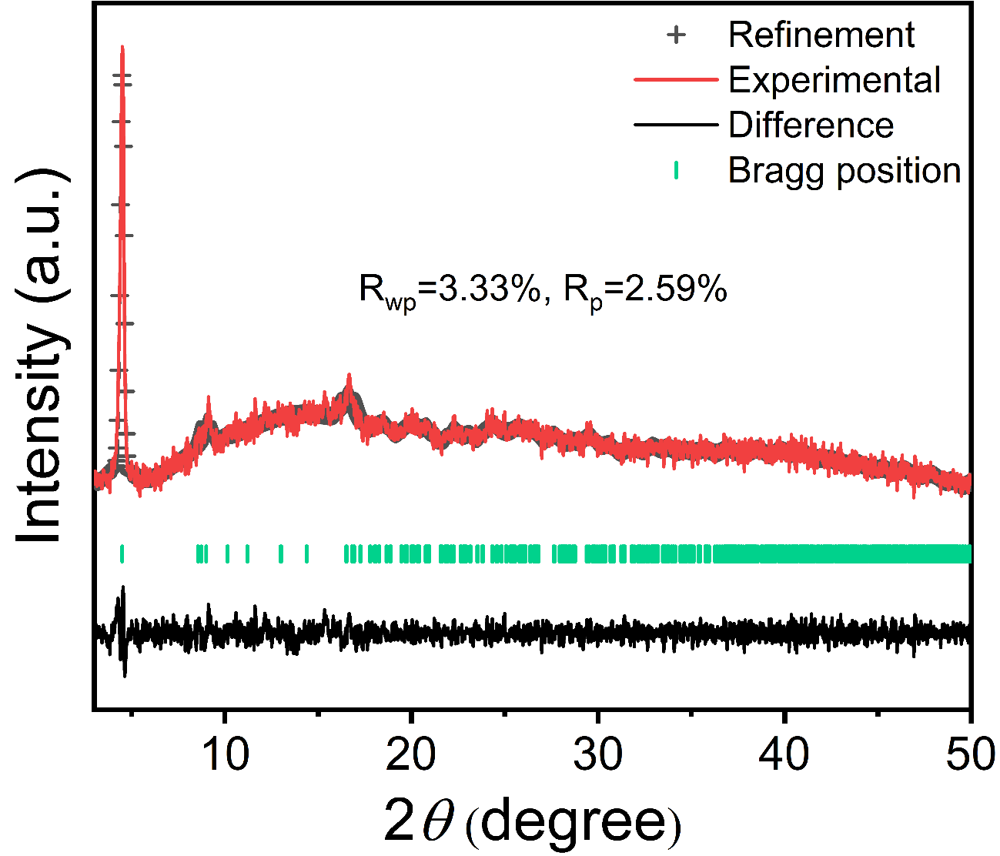 Refinement
Experimental
Difference
Bragg position
Rwp=3.33%, Rp=2.59%
Intensity (a.u.)
10 20 30 40 50
2θ (degree)